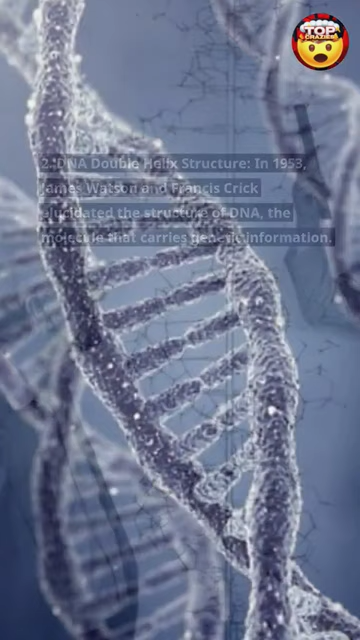 TOP
CRAZIEST
2. DNA Double Helix Structure: In 1953,
James Watson and Francis Crick
elucidated the structure of DNA, the
molecule that carries genetic information.